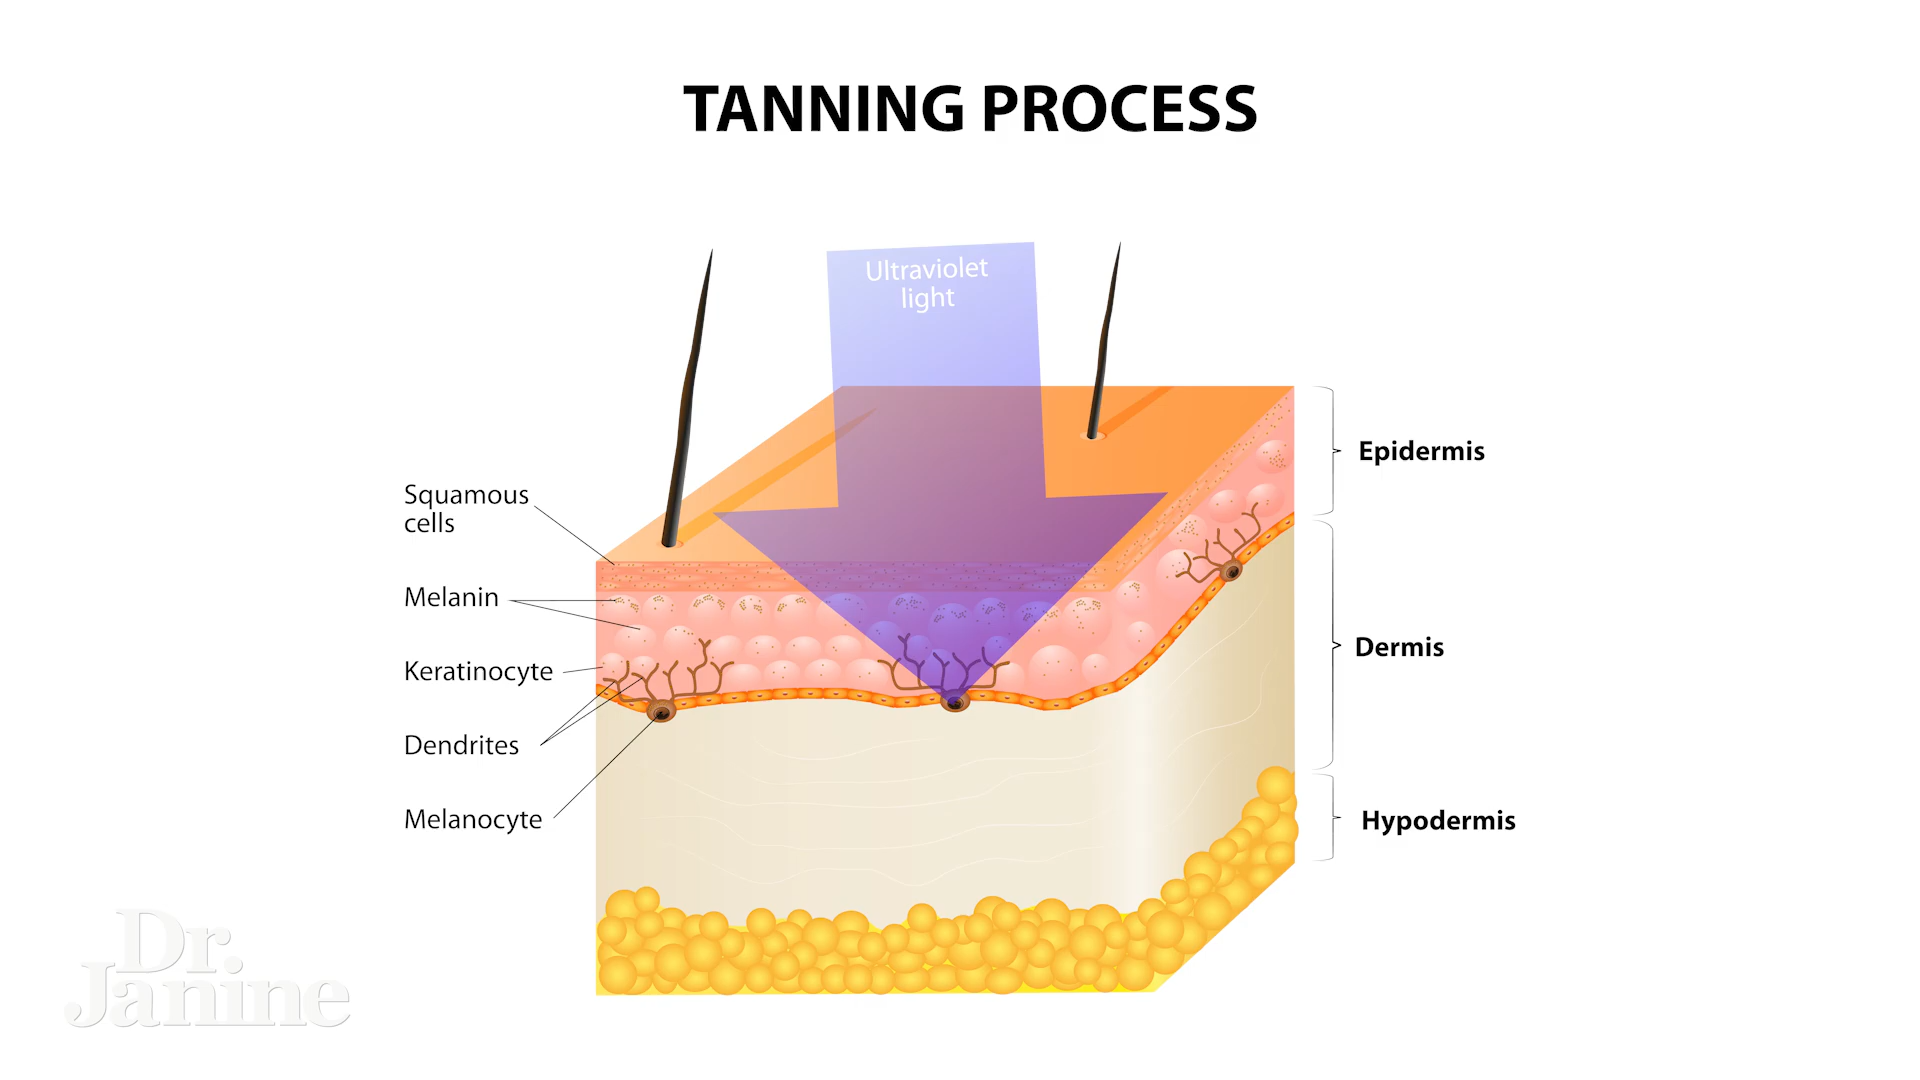 TANNING PROCESS
Ultraviolet
light
Squamous
cells
Melanin
Keratinocyte
Dendrites
Melanocyte
Epidermis
Dermis
Hypodermis
Dr.
Janine